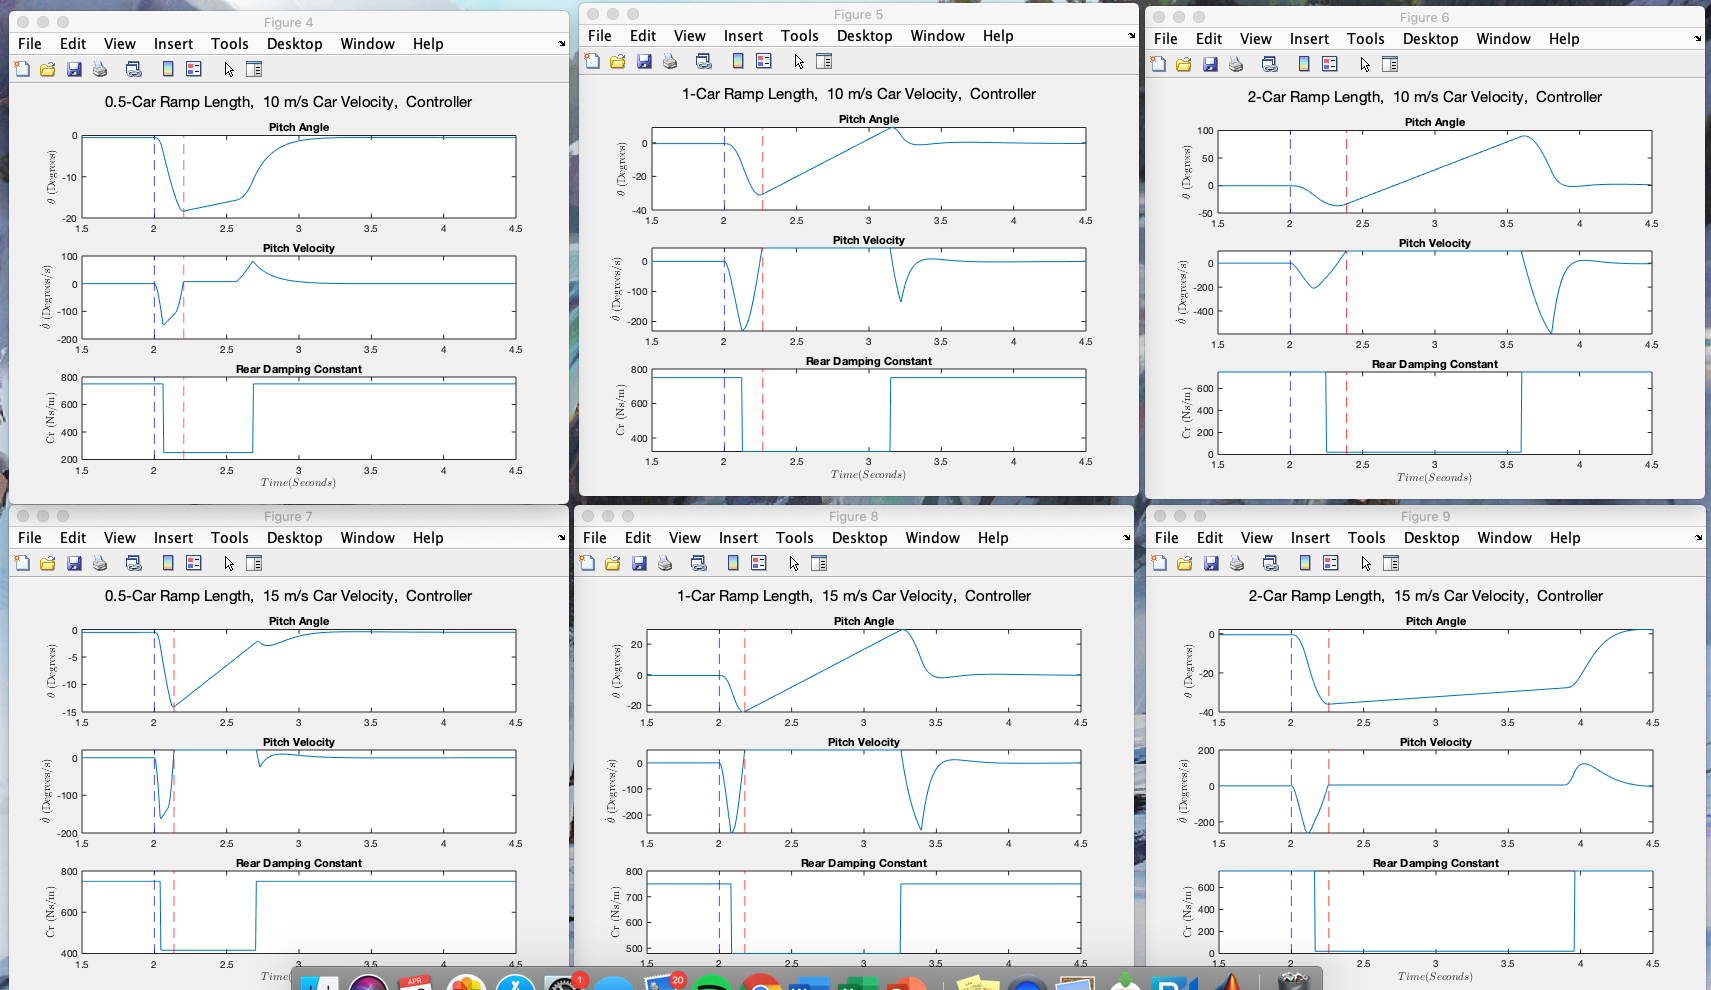 Figure 4
File Edit View Insert Tools Desktop Window Help
0.5-Car Ramp Length, 10 m/s Car Velocity, Controller
Pitch Angle
θ (Degrees)
0
-10
-20
1.5 2 2.5 3 3.5 4 4.5
Pitch Velocity
θ̇ (Degrees/s)
100
0
-100
-200
1.5 2 2.5 3 3.5 4 4.5
Rear Damping Constant
Cr (Ns/m)
800
600
400
200
1.5 2 2.5 3 3.5 4 4.5
Time(Seconds)
Figure 5
File Edit View Insert Tools Desktop Window Help
1-Car Ramp Length, 10 m/s Car Velocity, Controller
Pitch Angle
θ (Degrees)
0
-20
-40
1.5 2 2.5 3 3.5 4 4.5
Pitch Velocity
θ̇ (Degrees/s)
0
-100
-200
1.5 2 2.5 3 3.5 4 4.5
Rear Damping Constant
Cr (Ns/m)
800
600
400
1.5 2 2.5 3 3.5 4 4.5
Time(Seconds)
Figure 6
File Edit View Insert Tools Desktop Window Help
2-Car Ramp Length, 10 m/s Car Velocity, Controller
Pitch Angle
θ (Degrees)
100
50
0
-50
1.5 2 2.5 3 3.5 4 4.5
Pitch Velocity
θ̇ (Degrees/s)
0
-200
-400
1.5 2 2.5 3 3.5 4 4.5
Rear Damping Constant
Cr (Ns/m)
600
400
200
0
1.5 2 2.5 3 3.5 4 4.5
Time(Seconds)
Figure 7
File Edit View Insert Tools Desktop Window Help
0.5-Car Ramp Length, 15 m/s Car Velocity, Controller
Pitch Angle
θ (Degrees)
0
-5
-10
-15
1.5 2 2.5 3 3.5 4 4.5
Pitch Velocity
θ̇ (Degrees/s)
0
-100
-200
1.5 2 2.5 3 3.5 4 4.5
Rear Damping Constant
Cr (Ns/m)
800
600
400
1.5 2 2.5 3 3.5 4 4.5
Figure 8
File Edit View Insert Tools Desktop Window Help
1-Car Ramp Length, 15 m/s Car Velocity, Controller
Pitch Angle
θ (Degrees)
20
0
-20
1.5 2 2.5 3 3.5 4 4.5
Pitch Velocity
θ̇ (Degrees/s)
0
-100
-200
1.5 2 2.5 3 3.5 4 4.5
Rear Damping Constant
Cr (Ns/m)
800
700
600
500
1.5 2 2.5 3 3.5 4 4.5
Figure 9
File Edit View Insert Tools Desktop Window Help
2-Car Ramp Length, 15 m/s Car Velocity, Controller
Pitch Angle
θ (Degrees)
0
-20
-40
1.5 2 2.5 3 3.5 4 4.5
Pitch Velocity
θ̇ (Degrees/s)
200
0
-200
1.5 2 2.5 3 3.5 4 4.5
Rear Damping Constant
Cr (Ns/m)
600
400
200
0
1.5 2 2.5 3 3.5 4 4.5
Time(Seconds)
APR
1
20